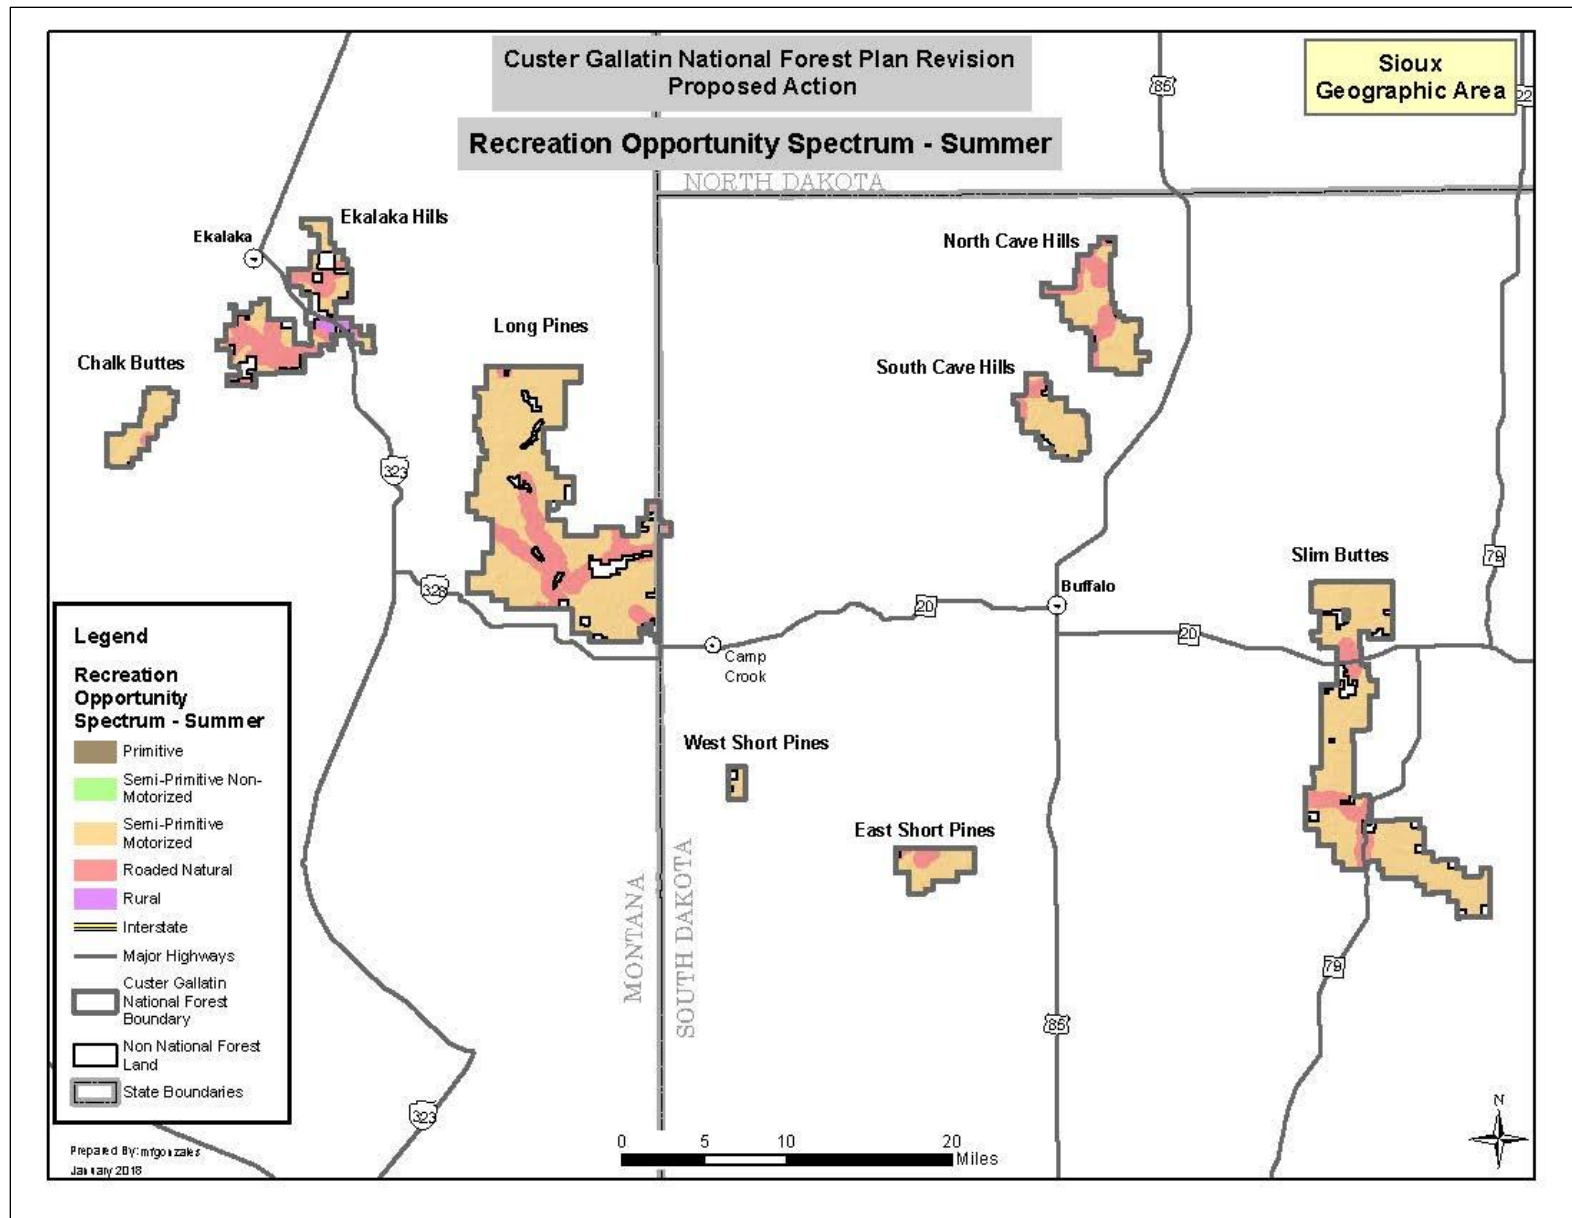 Custer Gallatin National Forest Plan Revision
Proposed Action
Sioux
Geographic Area
Recreation Opportunity Spectrum - Summer
85
22
NORTH DAKOTA
Ekalaka Hills
Ekalaka
North Cave Hills
Long Pines
Chalk Buttes
South Cave Hills
323
328
Slim Buttes
79
Buffalo
20
20
Camp
Crook
West Short Pines
East Short Pines
MONTANA
SOUTH DAKOTA
79
85
323
Legend
Recreation
Opportunity
Spectrum - Summer
Primitive
Semi-Primitive Non-
Motorized
Semi-Primitive
Motorized
Roaded Natural
Rural
Interstate
Major Highways
Custer Gallatin
National Forest
Boundary
Non National Forest
Land
State Boundaries
Prepared By: mfgonzales
January 2018
0 5 10 20
Miles
N